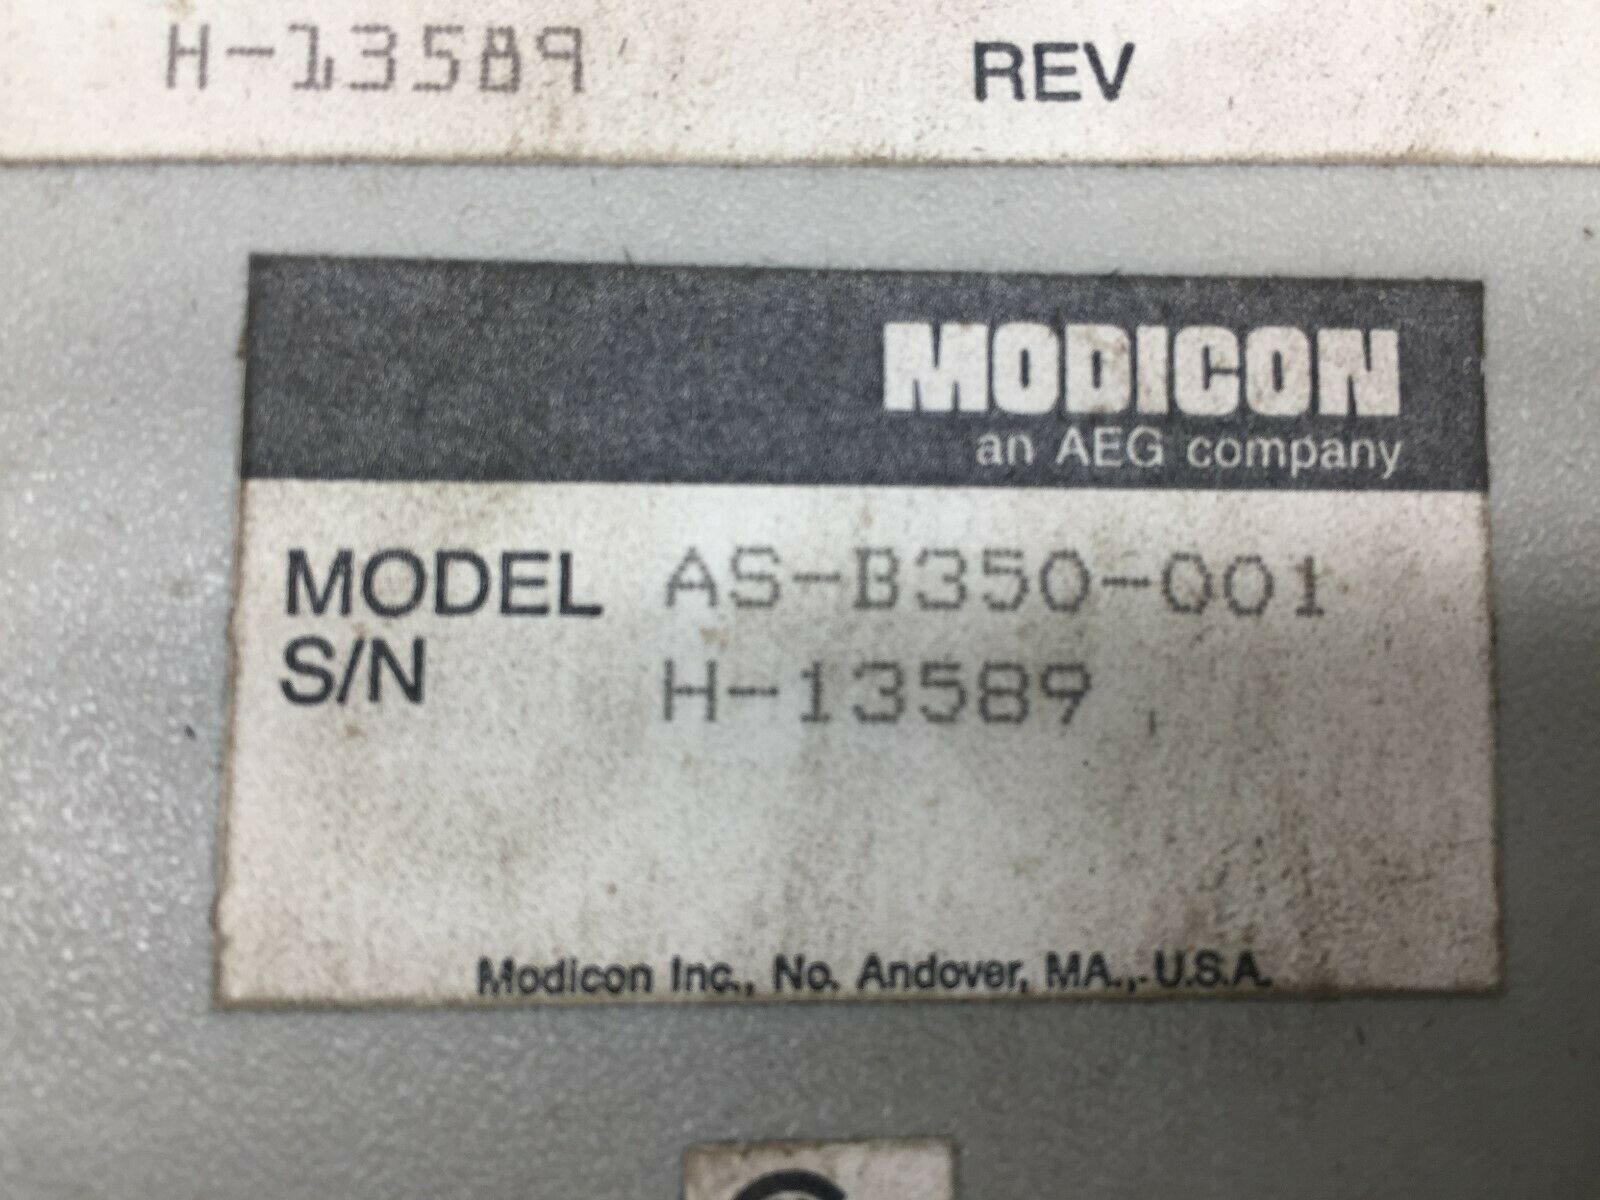 H-13589 REV
MODICON
an AEG company
MODEL AS-B350-001
S/N H-13589
Modicon Inc., No. Andover, MA., U.S.A.